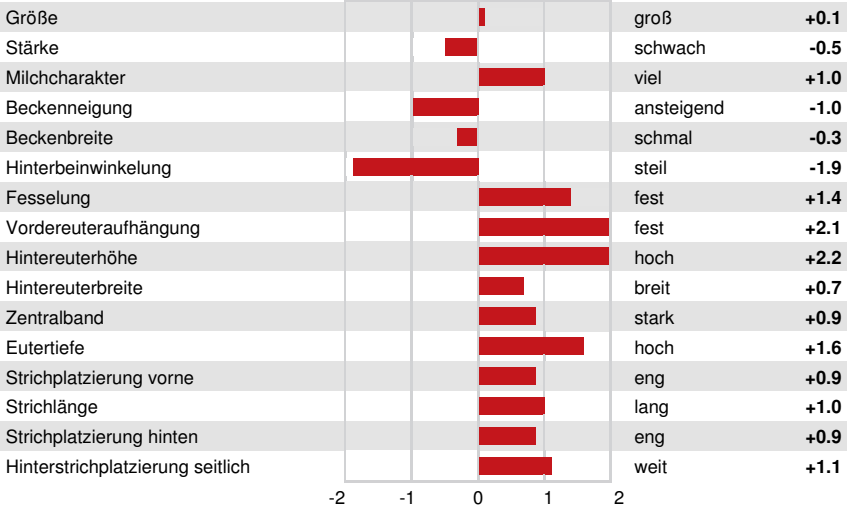 Größe groß +0.1
Stärke schwach -0.5
Milchcharakter viel +1.0
Beckenneigung ansteigend -1.0
Beckenbreite schmal -0.3
Hinterbeinwinkelung steil -1.9
Fesselung fest +1.4
Vordereuteraufhängung fest +2.1
Hintereuterhöhe hoch +2.2
Hintereuterbreite breit +0.7
Zentralband stark +0.9
Eutertiefe hoch +1.6
Strichplatzierung vorne eng +0.9
Strichlänge lang +1.0
Strichplatzierung hinten eng +0.9
Hinterstrichplatzierung seitlich weit +1.1
-2 -1 0 1 2